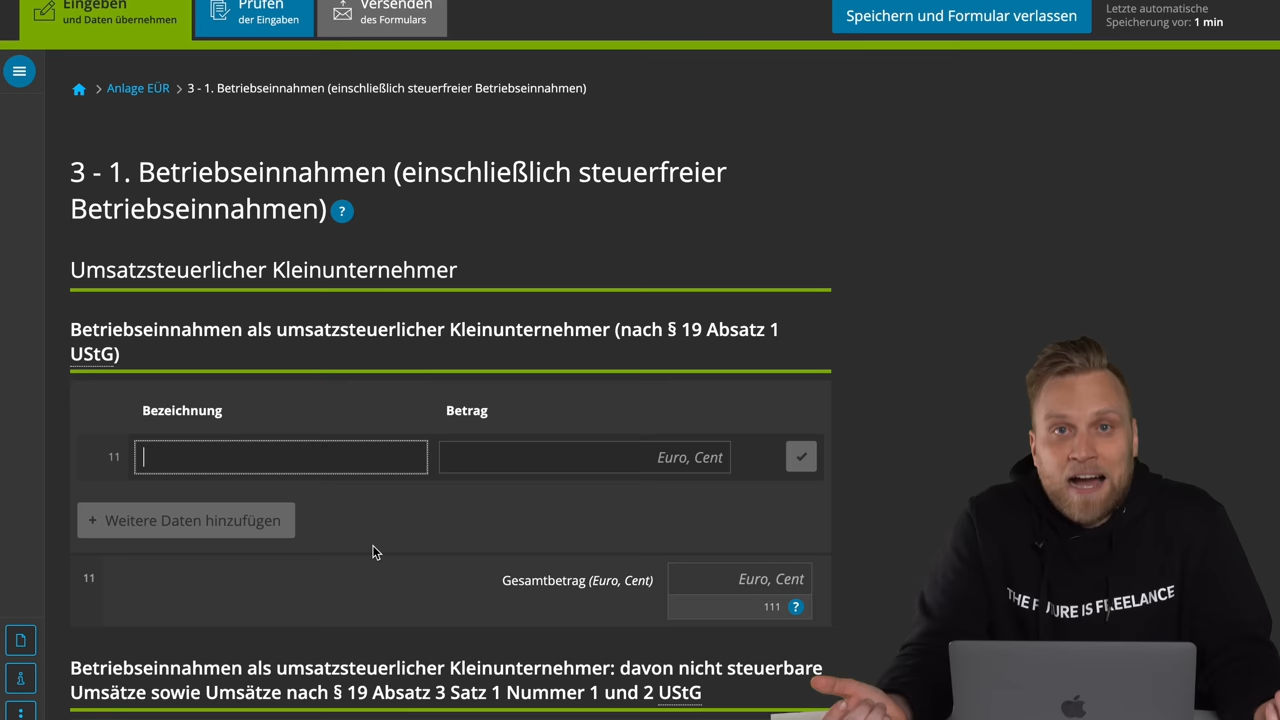 Eingeben
und Daten übernehmen
Prüfen
der Eingaben
Versenden
des Formulars
Speichern und Formular verlassen
Letzte automatische
Speicherung vor: 1 min
Anlage EÜR
3 - 1. Betriebseinnahmen (einschließlich steuerfreier Betriebseinnahmen)
3 - 1. Betriebseinnahmen (einschließlich steuerfreier
Betriebseinnahmen) ?
Umsatzsteuerlicher Kleinunternehmer
Betriebseinnahmen als umsatzsteuerlicher Kleinunternehmer (nach § 19 Absatz 1
UStG)
Bezeichnung Betrag
11 Euro, Cent
+ Weitere Daten hinzufügen
11 Gesamtbetrag (Euro, Cent) Euro, Cent
111 ?
Betriebseinnahmen als umsatzsteuerlicher Kleinunternehmer: davon nicht steuerbare
Umsätze sowie Umsätze nach § 19 Absatz 3 Satz 1 Nummer 1 und 2 UStG
THE FUTURE IS FREELANCE